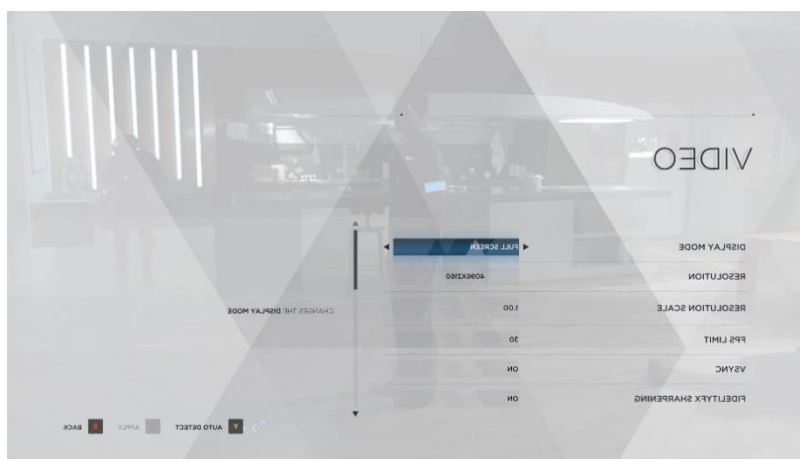 VIDEO
DISPLAY MODE FULL SCREEN
RESOLUTION 4096X2160
RESOLUTION SCALE 1.00
FPS LIMIT 30
VSYNC ON
FIDELITYFX SHARPENING ON
CHANGES THE DISPLAY MODE
Y AUTO DETECT APPLY B BACK